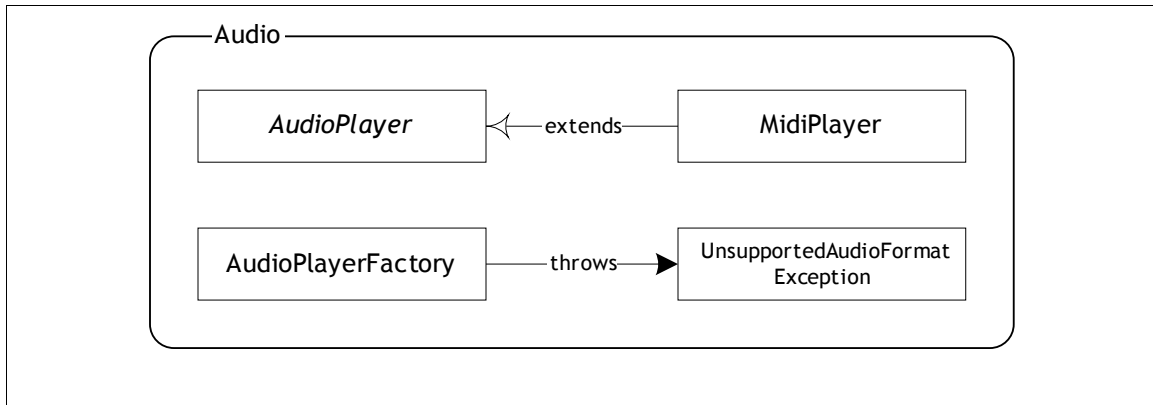 Audio
AudioPlayer
extends
MidiPlayer
AudioPlayerFactory
throws
UnsupportedAudioFormat
Exception